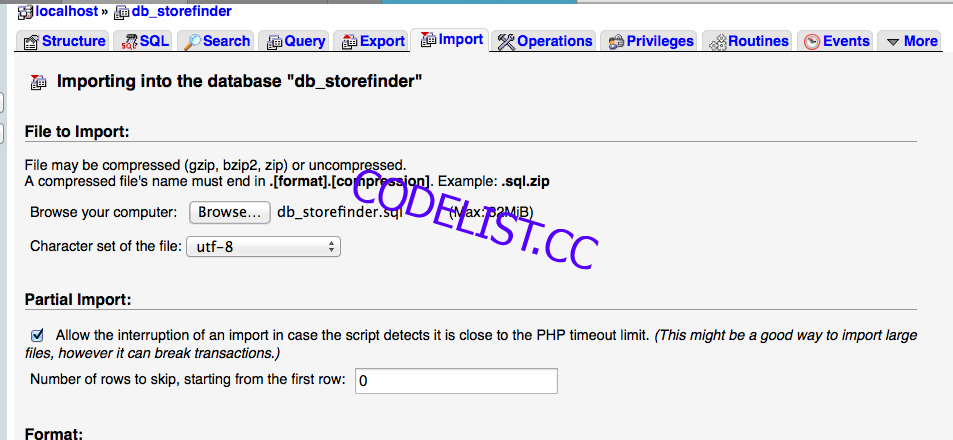 localhost » db_storefinder
Structure SQL Search Query Export Import Operations Privileges Routines Events More
Importing into the database "db_storefinder"
File to Import:
File may be compressed (gzip, bzip2, zip) or uncompressed.
A compressed file's name must end in .[format].[compression]. Example: .sql.zip
Browse your computer: Browse... db_storefinder.sql (Max: 32MiB)
CODELIST.CC
Character set of the file: utf-8
Partial Import:
Allow the interruption of an import in case the script detects it is close to the PHP timeout limit. (This might be a good way to import large
files, however it can break transactions.)
Number of rows to skip, starting from the first row: 0
Format: